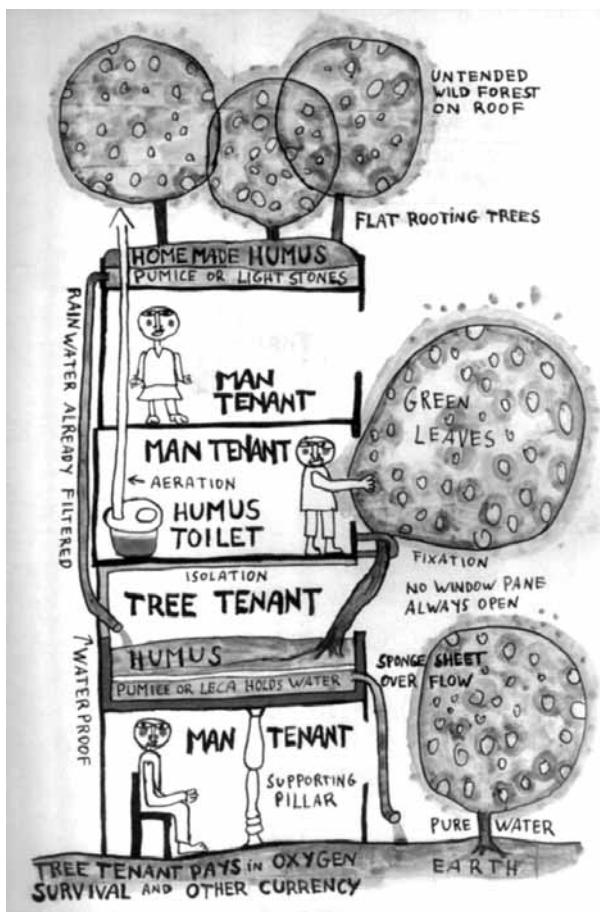 UNTENDED
WILD FOREST
ON ROOF
FLAT ROOTING TREES
HOME MADE HUMUS
PUMICE OR LIGHT STONES
RAINWATER ALREADY FILTERED
MAN
TENANT
GREEN
LEAVES
MAN TENANT
AERATION
HUMUS
TOILET
FIXATION
ISOLATION
NO WINDOW PANE
ALWAYS OPEN
TREE TENANT
WATERPROOF
HUMUS
SPONGE SHEET
OVER FLOW
PUMICE OR LECA HOLDS WATER
MAN TENANT
SUPPORTING
PILLAR
PURE WATER
EARTH
TREE TENANT PAYS IN OXYGEN
SURVIVAL AND OTHER CURRENCY